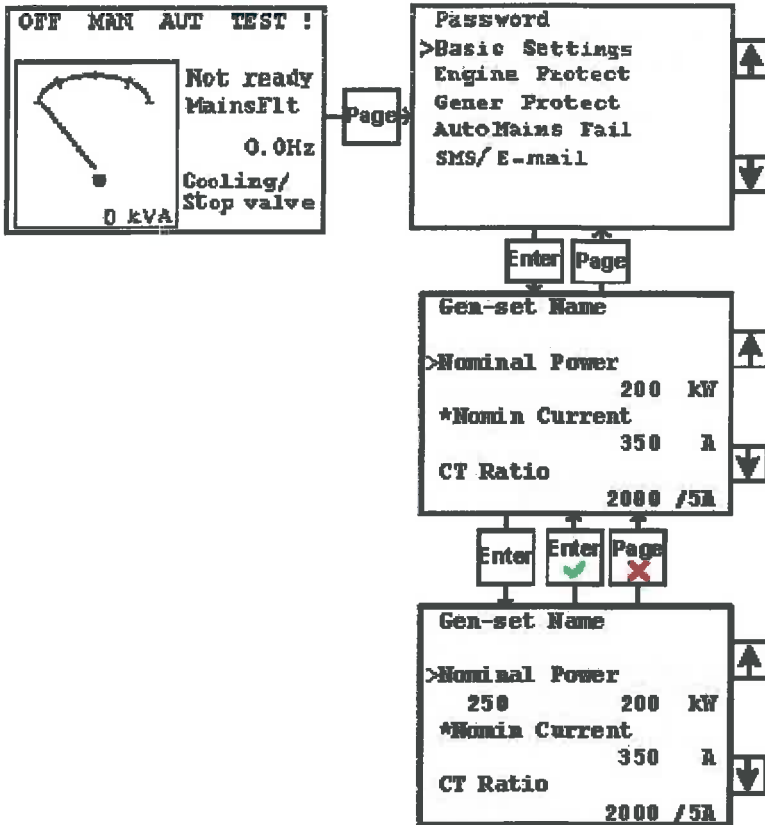 OFF MAN AUT TEST !
Not ready
MainsFlt
0.0Hz
Cooling/
Stop valve
0 kVA
Page
Password
>Basic Settings
Engine Protect
Gener Protect
AutoMains Fail
SMS/E-mail
Enter Page
Gen-set Name
>Nominal Power
200 kW
*Nomin Current
350 A
CT Ratio
2000 /5A
Enter Enter Page
Gen-set Name
>Nominal Power
250 200 kW
*Nomin Current
350 A
CT Ratio
2000 /5A